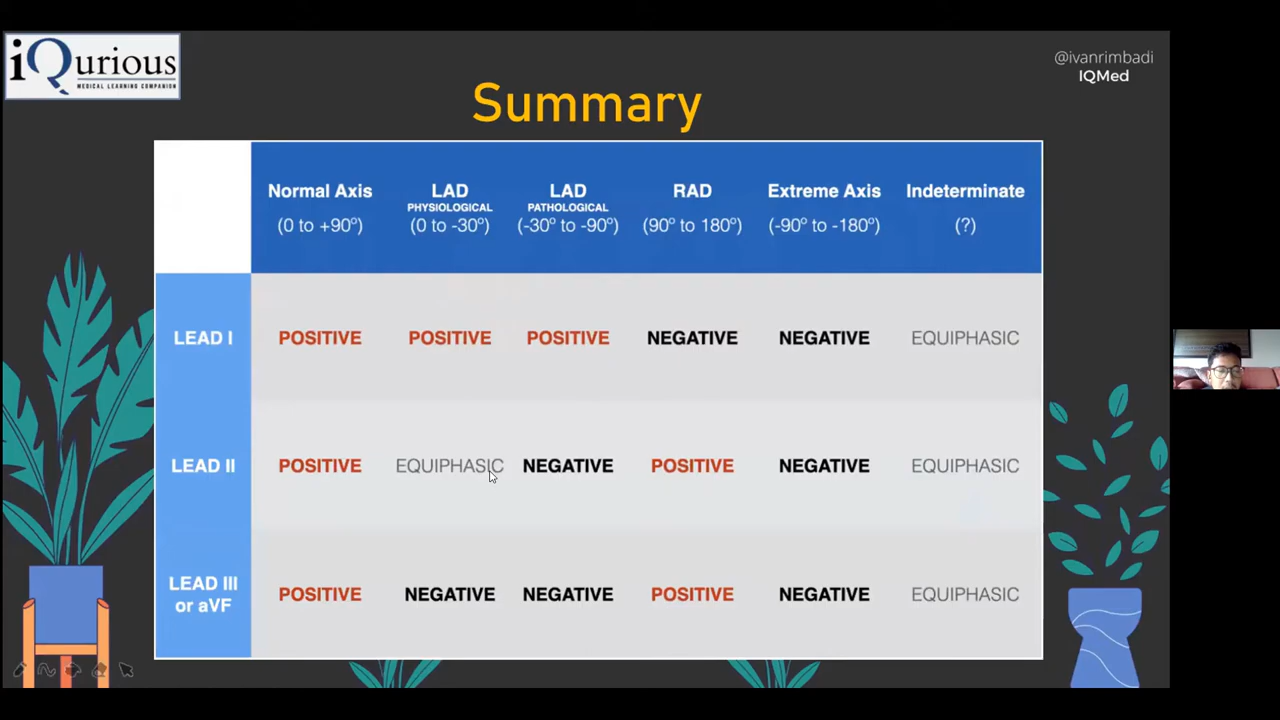 iQurious
MEDICAL LEARNING COMPANION
@ivanrimbadi
IQMed
Summary
Normal Axis
(0 to +90º)
LAD
PHYSIOLOGICAL
(0 to -30º)
LAD
PATHOLOGICAL
(-30º to -90º)
RAD
(90º to 180º)
Extreme Axis
(-90º to -180º)
Indeterminate
(?)
LEAD I POSITIVE POSITIVE POSITIVE NEGATIVE NEGATIVE EQUIPHASIC
LEAD II POSITIVE EQUIPHASIC NEGATIVE POSITIVE NEGATIVE EQUIPHASIC
LEAD III
or aVF
POSITIVE NEGATIVE NEGATIVE POSITIVE NEGATIVE EQUIPHASIC